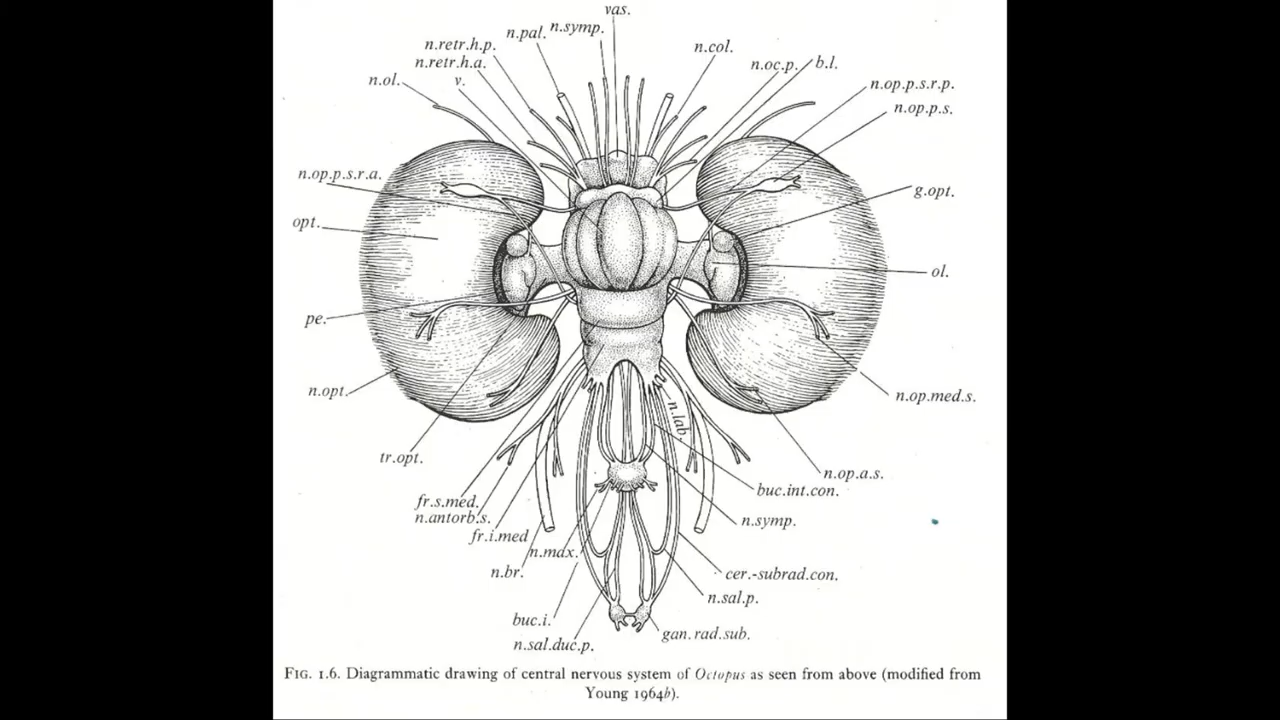 vas.
n.symp.
n.pal.
n.retr.h.p.
n.col.
n.retr.h.a.
n.oc.p.
b.l.
n.ol.
v.
n.op.p.s.r.p.
n.op.p.s.
n.op.p.s.r.a.
g.opt.
opt.
ol.
pe.
n.opt.
n.op.med.s.
n.lab.
tr.opt.
n.op.a.s.
buc.int.con.
fr.s.med.
n.antorb.s.
n.symp.
fr.i.med
n.mdx.
n.br.
cer.-subrad.con.
n.sal.p.
buc.i.
gan.rad.sub.
n.sal.duc.p.
FIG. 1.6. Diagrammatic drawing of central nervous system of Octopus as seen from above (modified from
Young 1964b).